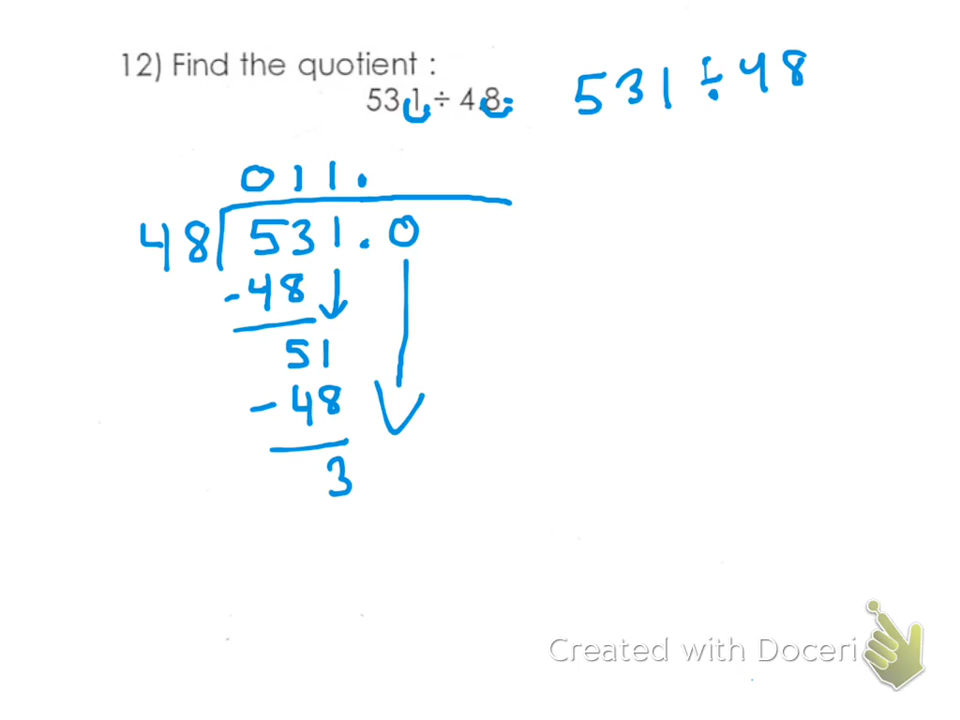 12) Find the quotient :
53.1 ÷ 4.8=
531 ÷ 48
011.
48 531.0
-48
51
-48
3
Created with Doceri